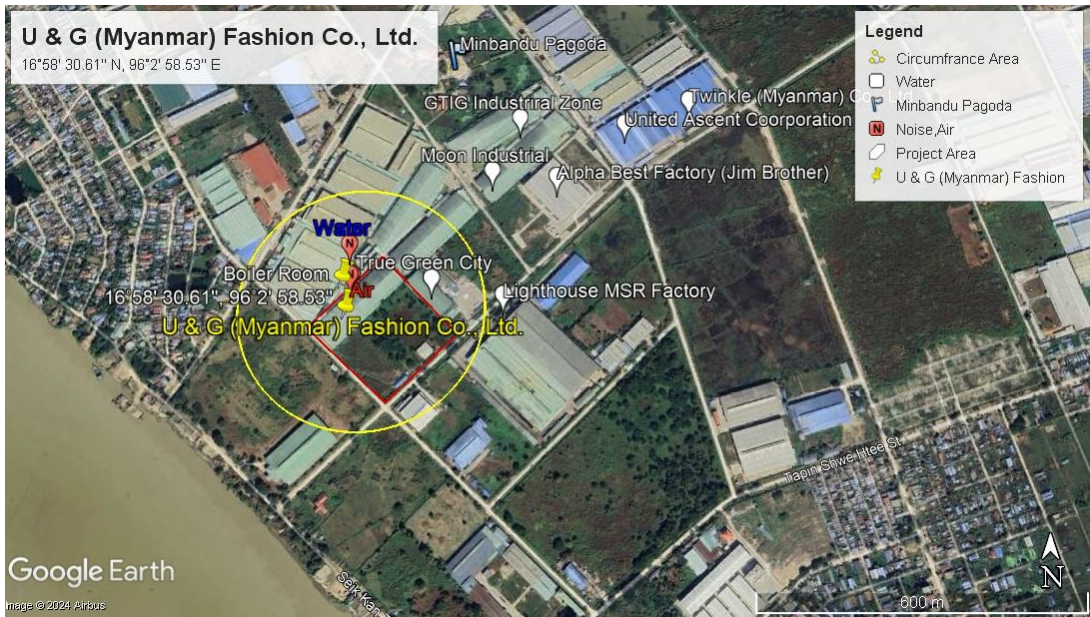 U & G (Myanmar) Fashion Co., Ltd.
16°58' 30.61" N, 96°2' 58.53" E
Legend
Circumfrance Area
Water
Minbandu Pagoda
Noise,Air
Project Area
U & G (Myanmar) Fashion
Minbandu Pagoda
GTIG Industriral Zone
Twinkle (Myanmar) Co., Ltd.
United Ascent Coorporation
Moon Industrial
Alpha Best Factory (Jim Brother)
Water
N
Boiler Room
True Green City
16°58' 30.61", 96°2' 58.53"
Air
Lighthouse MSR Factory
U & G (Myanmar) Fashion Co., Ltd.
Tapin Shwe Htee St
Seik Kan
Google Earth
Image © 2024 Airbus
N
600 m